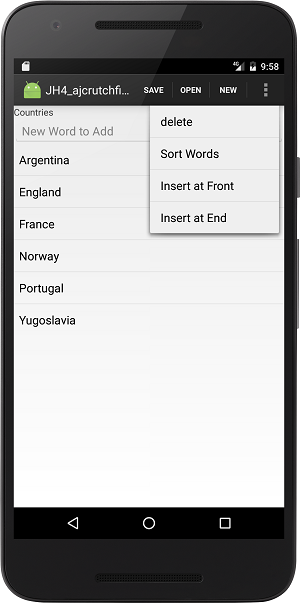 4G 9:58
JH4_ajcrutchfi... SAVE OPEN NEW
Countries
New Word to Add
delete
Sort Words
Insert at Front
Insert at End
Argentina
England
France
Norway
Portugal
Yugoslavia